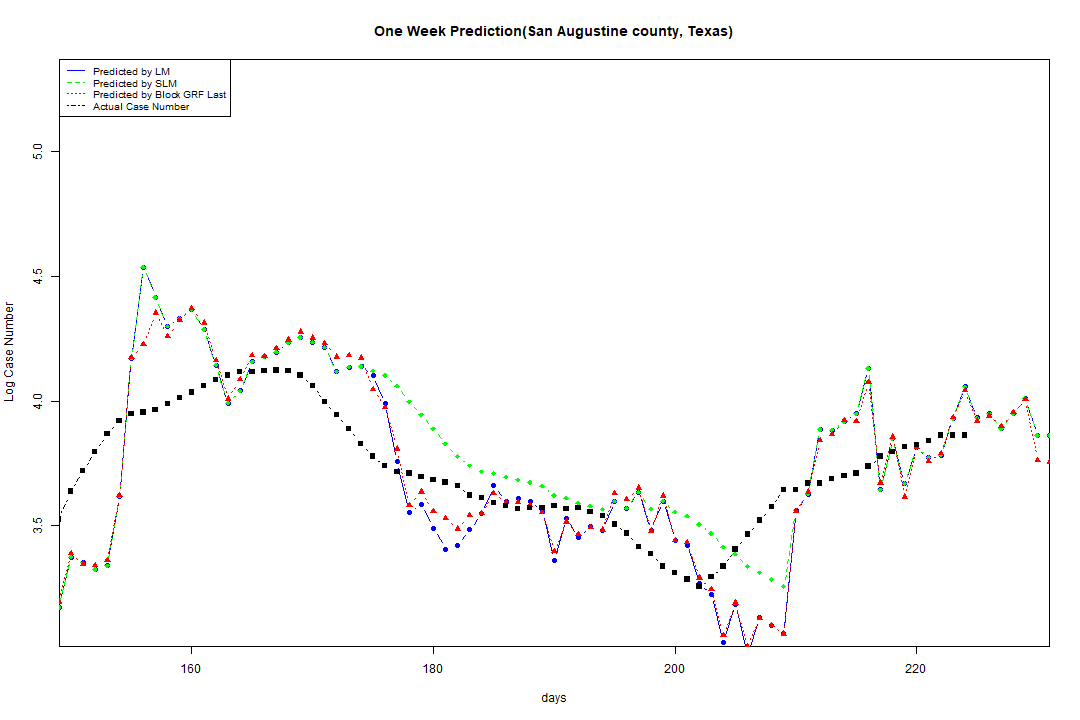 One Week Prediction(San Augustine county, Texas)
Predicted by LM
Predicted by SLM
Predicted by Block GRF Last
Actual Case Number
5.0
4.5
4.0
3.5
Log Case Number
160 180 200 220
days